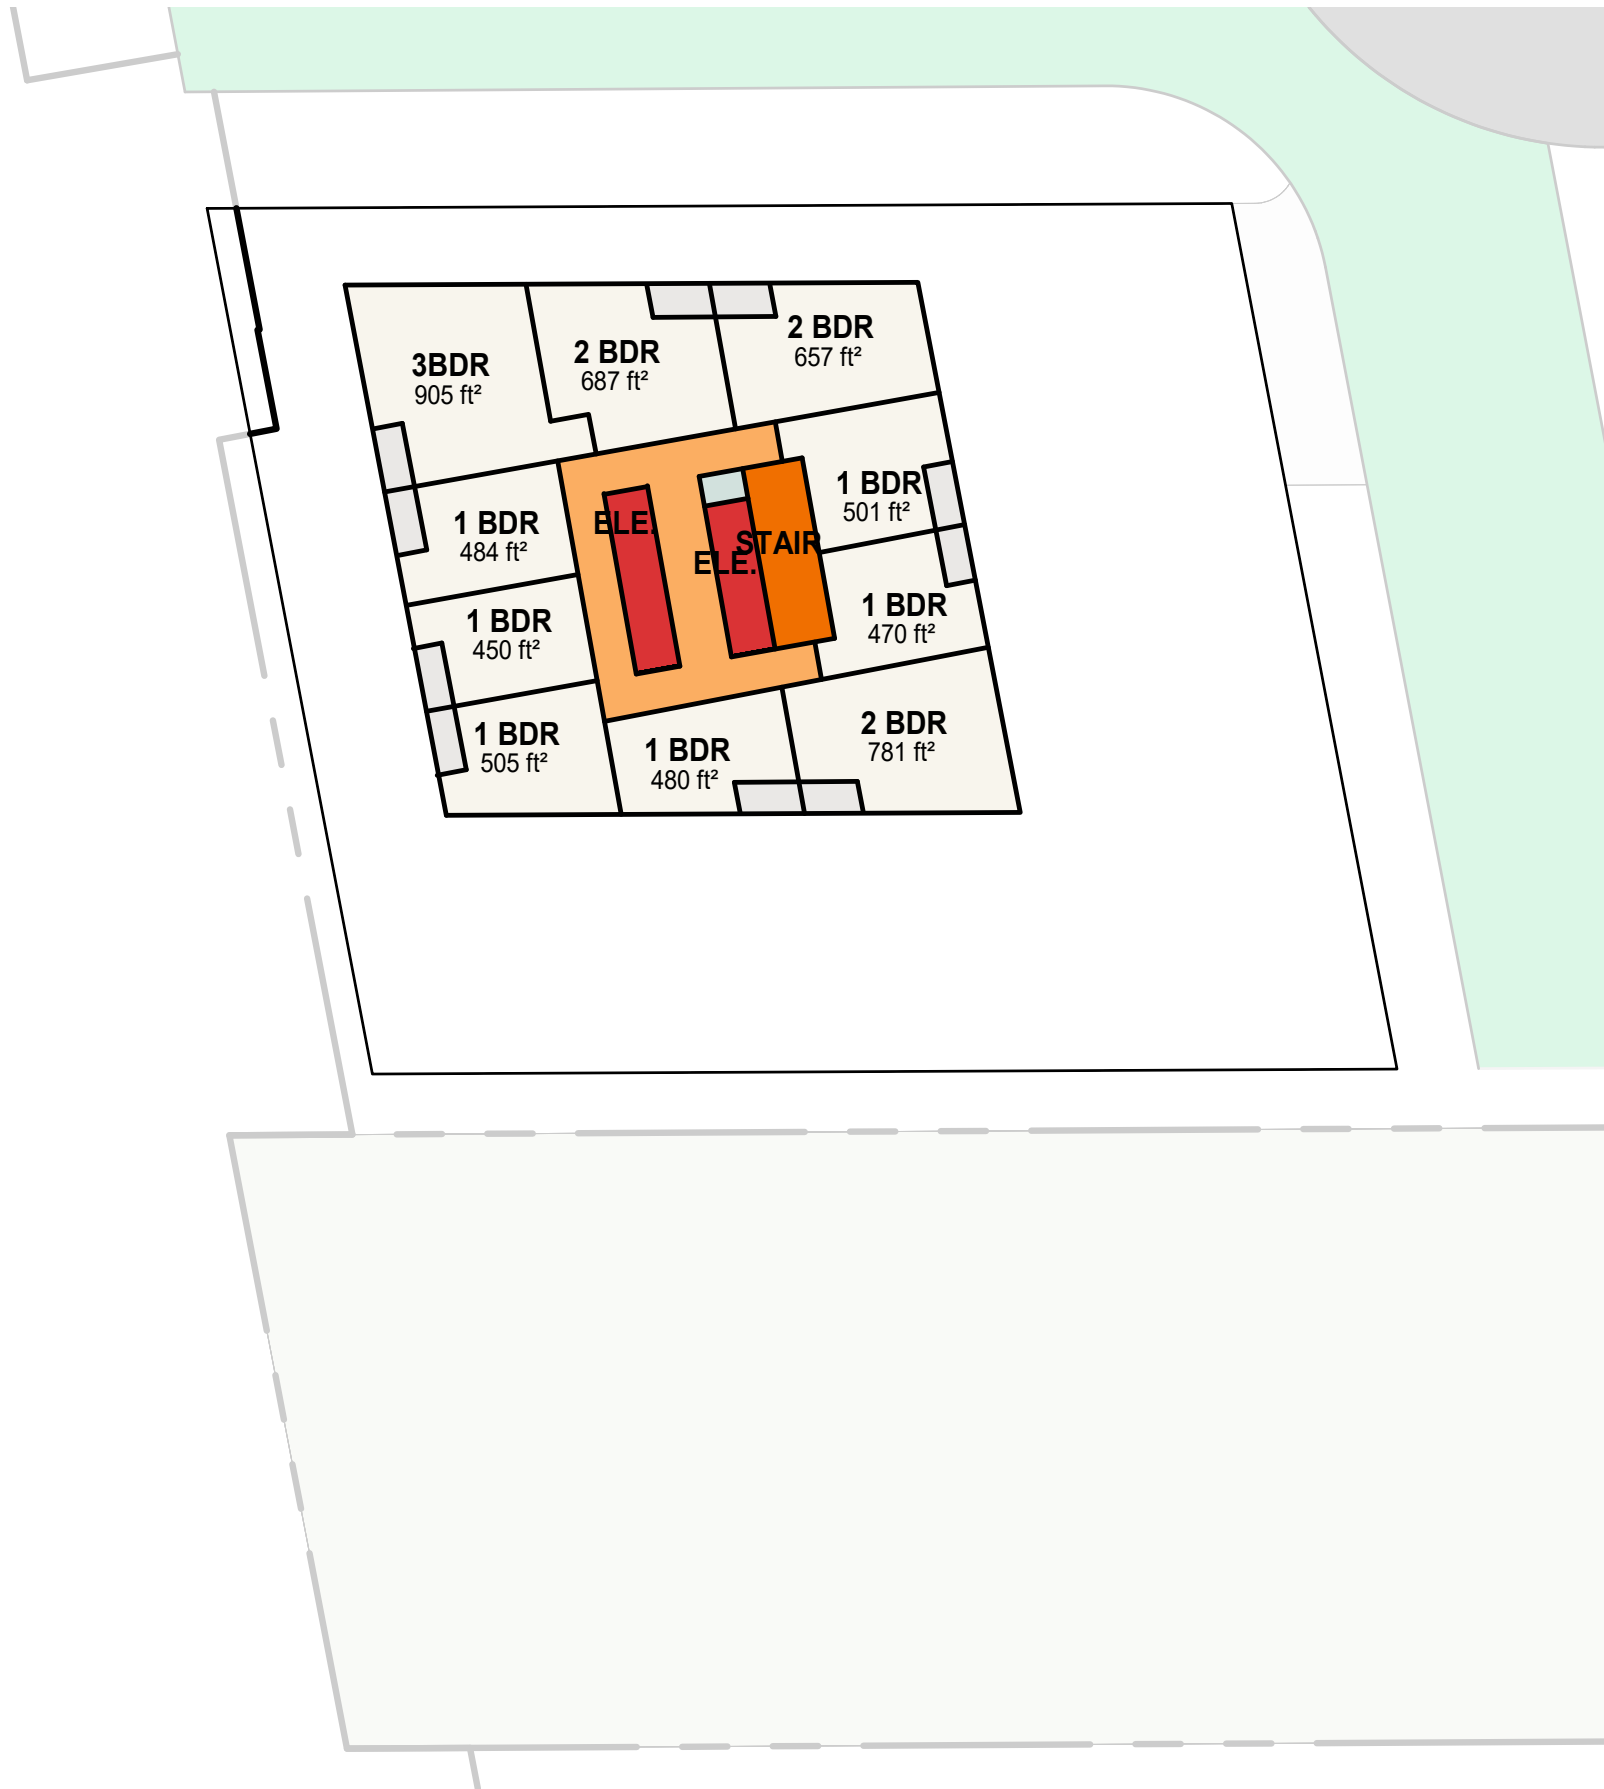 3BDR
905 ft²
2 BDR
687 ft²
2 BDR
657 ft²
1 BDR
484 ft²
ELE.
ELE.
STAIR
1 BDR
501 ft²
1 BDR
450 ft²
1 BDR
470 ft²
1 BDR
505 ft²
1 BDR
480 ft²
2 BDR
781 ft²